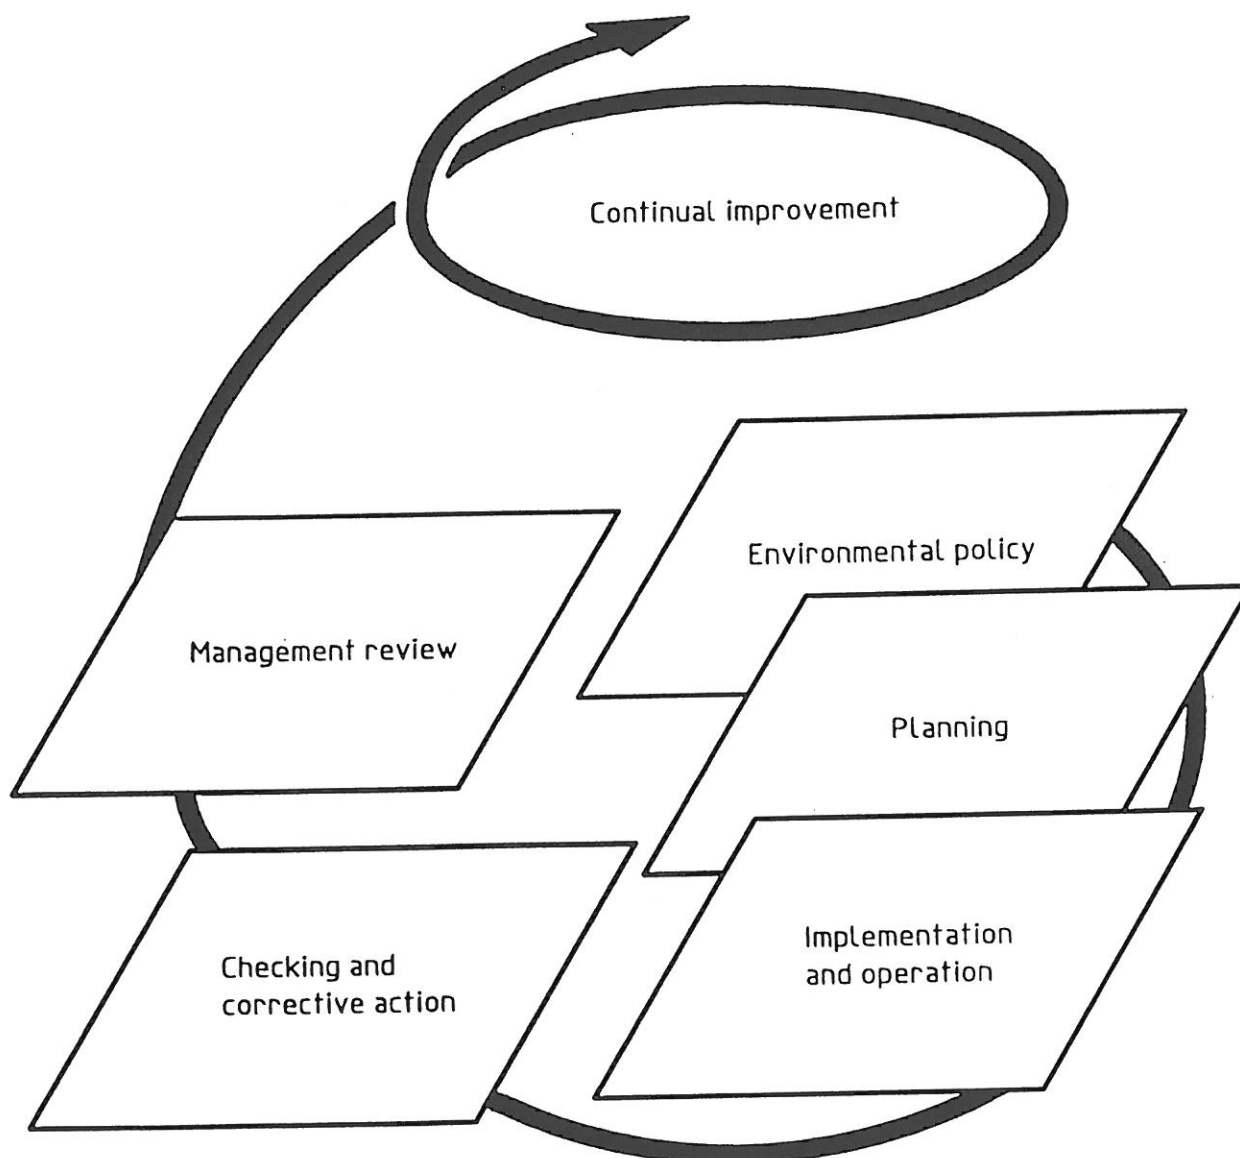 Continual improvement
Environmental policy
Management review
Planning
Implementation
and operation
Checking and
corrective action